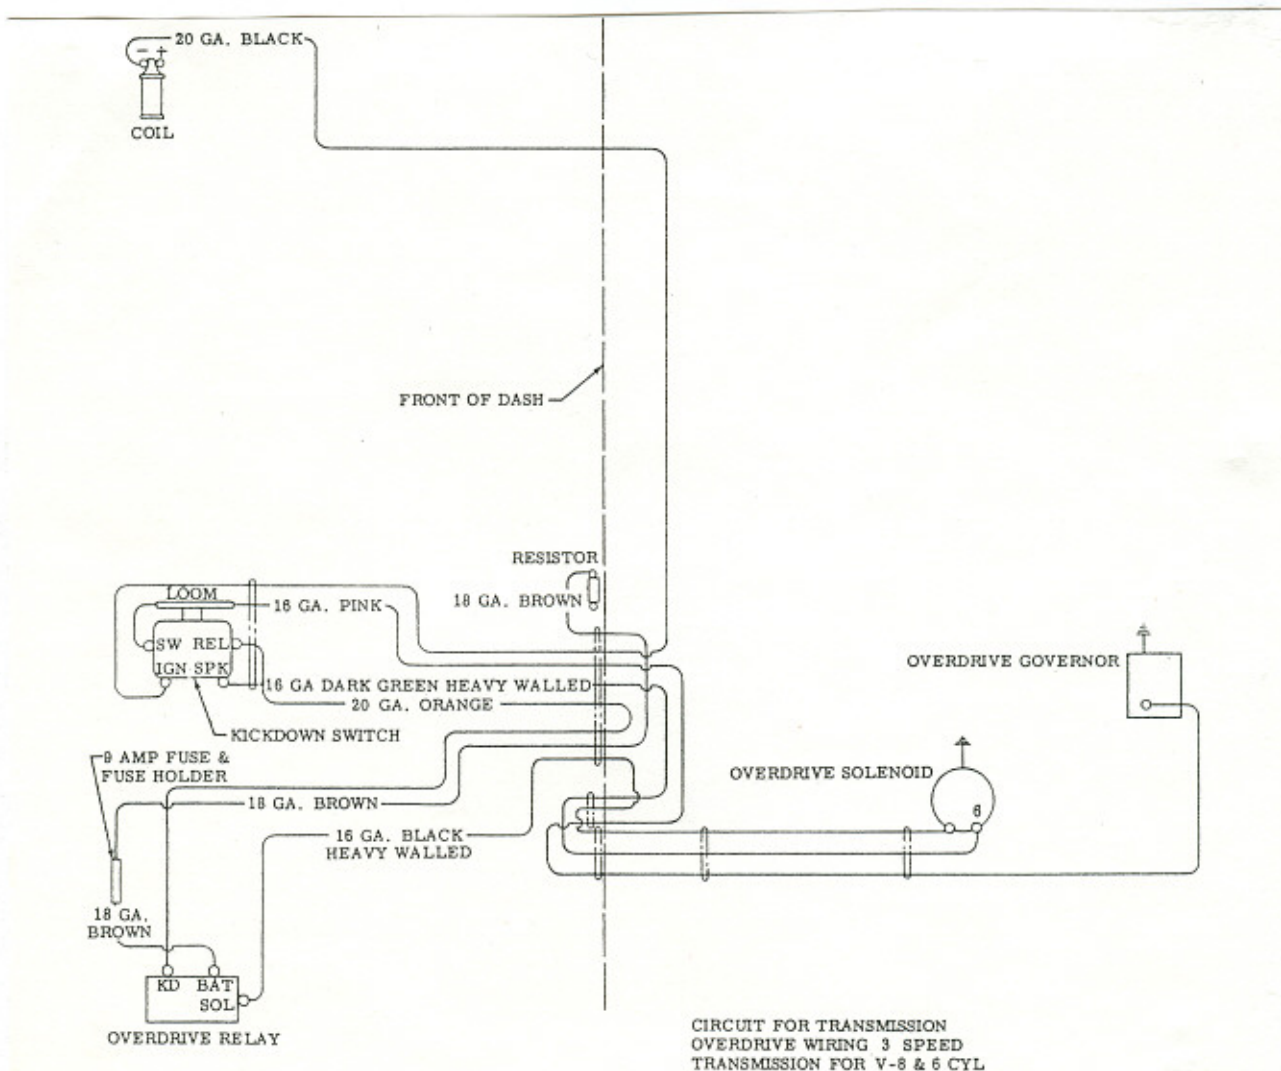 20 GA. BLACK
- +
COIL
FRONT OF DASH
RESISTOR
18 GA. BROWN
LOOM
16 GA. PINK
SW REL
IGN SPK
16 GA DARK GREEN HEAVY WALLED
20 GA. ORANGE
KICKDOWN SWITCH
OVERDRIVE GOVERNOR
9 AMP FUSE &
FUSE HOLDER
OVERDRIVE SOLENOID
6
18 GA. BROWN
16 GA. BLACK
HEAVY WALLED
18 GA.
BROWN
KD BAT
SOL
OVERDRIVE RELAY
CIRCUIT FOR TRANSMISSION
OVERDRIVE WIRING 3 SPEED
TRANSMISSION FOR V-8 & 6 CYL